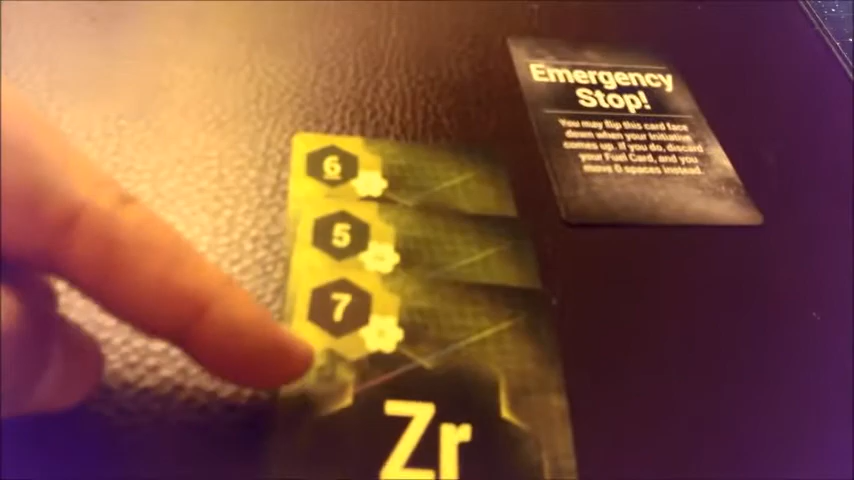 Emergency
Stop!
You may flip this card face
down when your initiative
comes up. If you do, discard
your Fuel Card, and you
move 0 spaces instead.
6
5
7
Zr